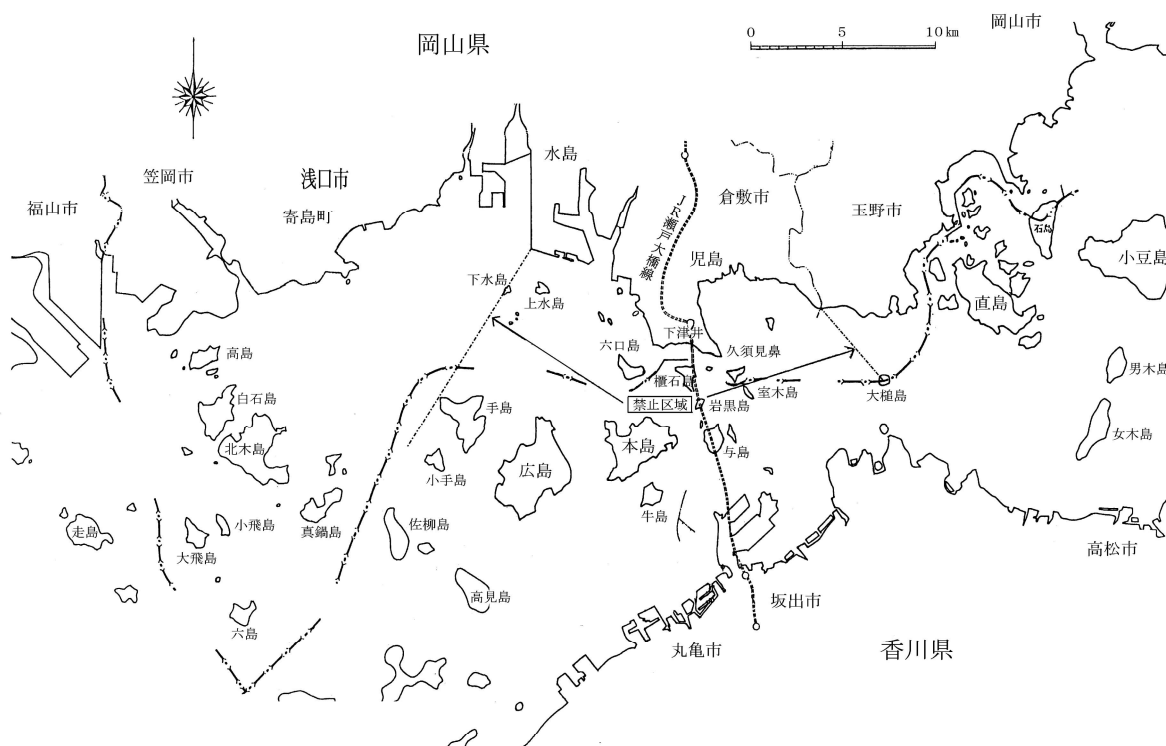 岡山市
0
5
10㎞
岡山県
水島
笠岡市
浅口市
倉敷市
福山市
寄島町
玉野市
石島
JR瀬戸大橋線
小豆島
児島
下水島
上水島
直島
下津井
六口島
久須見鼻
高島
男木島
櫃石島
室木島
大槌島
白石島
禁止区域
岩黒島
手島
女木島
北木島
本島
与島
広島
小手島
牛島
走島
小飛島
真鍋島
佐柳島
大飛島
高松市
高見島
坂出市
六島
丸亀市
香川県